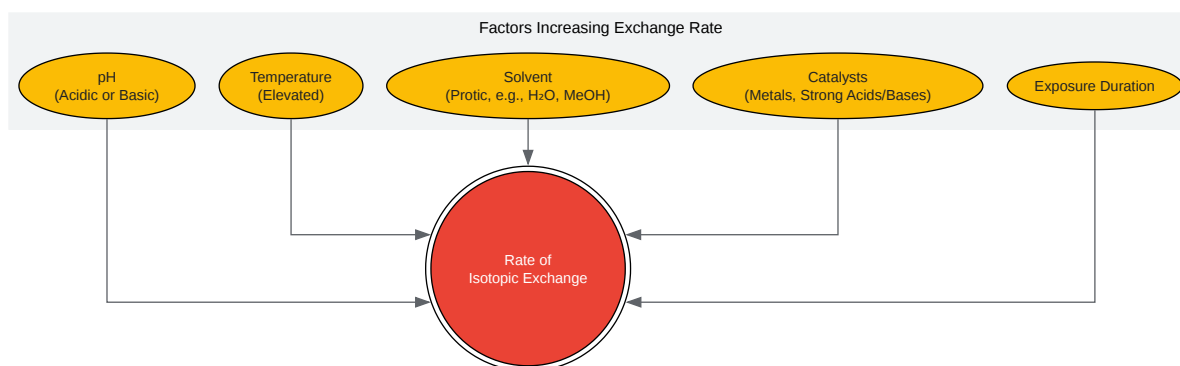 Factors Increasing Exchange Rate
pH
(Acidic or Basic)
Temperature
(Elevated)
Solvent
(Protic, e.g., H₂O, MeOH)
Catalysts
(Metals, Strong Acids/Bases)
Exposure Duration
Rate of
Isotopic Exchange